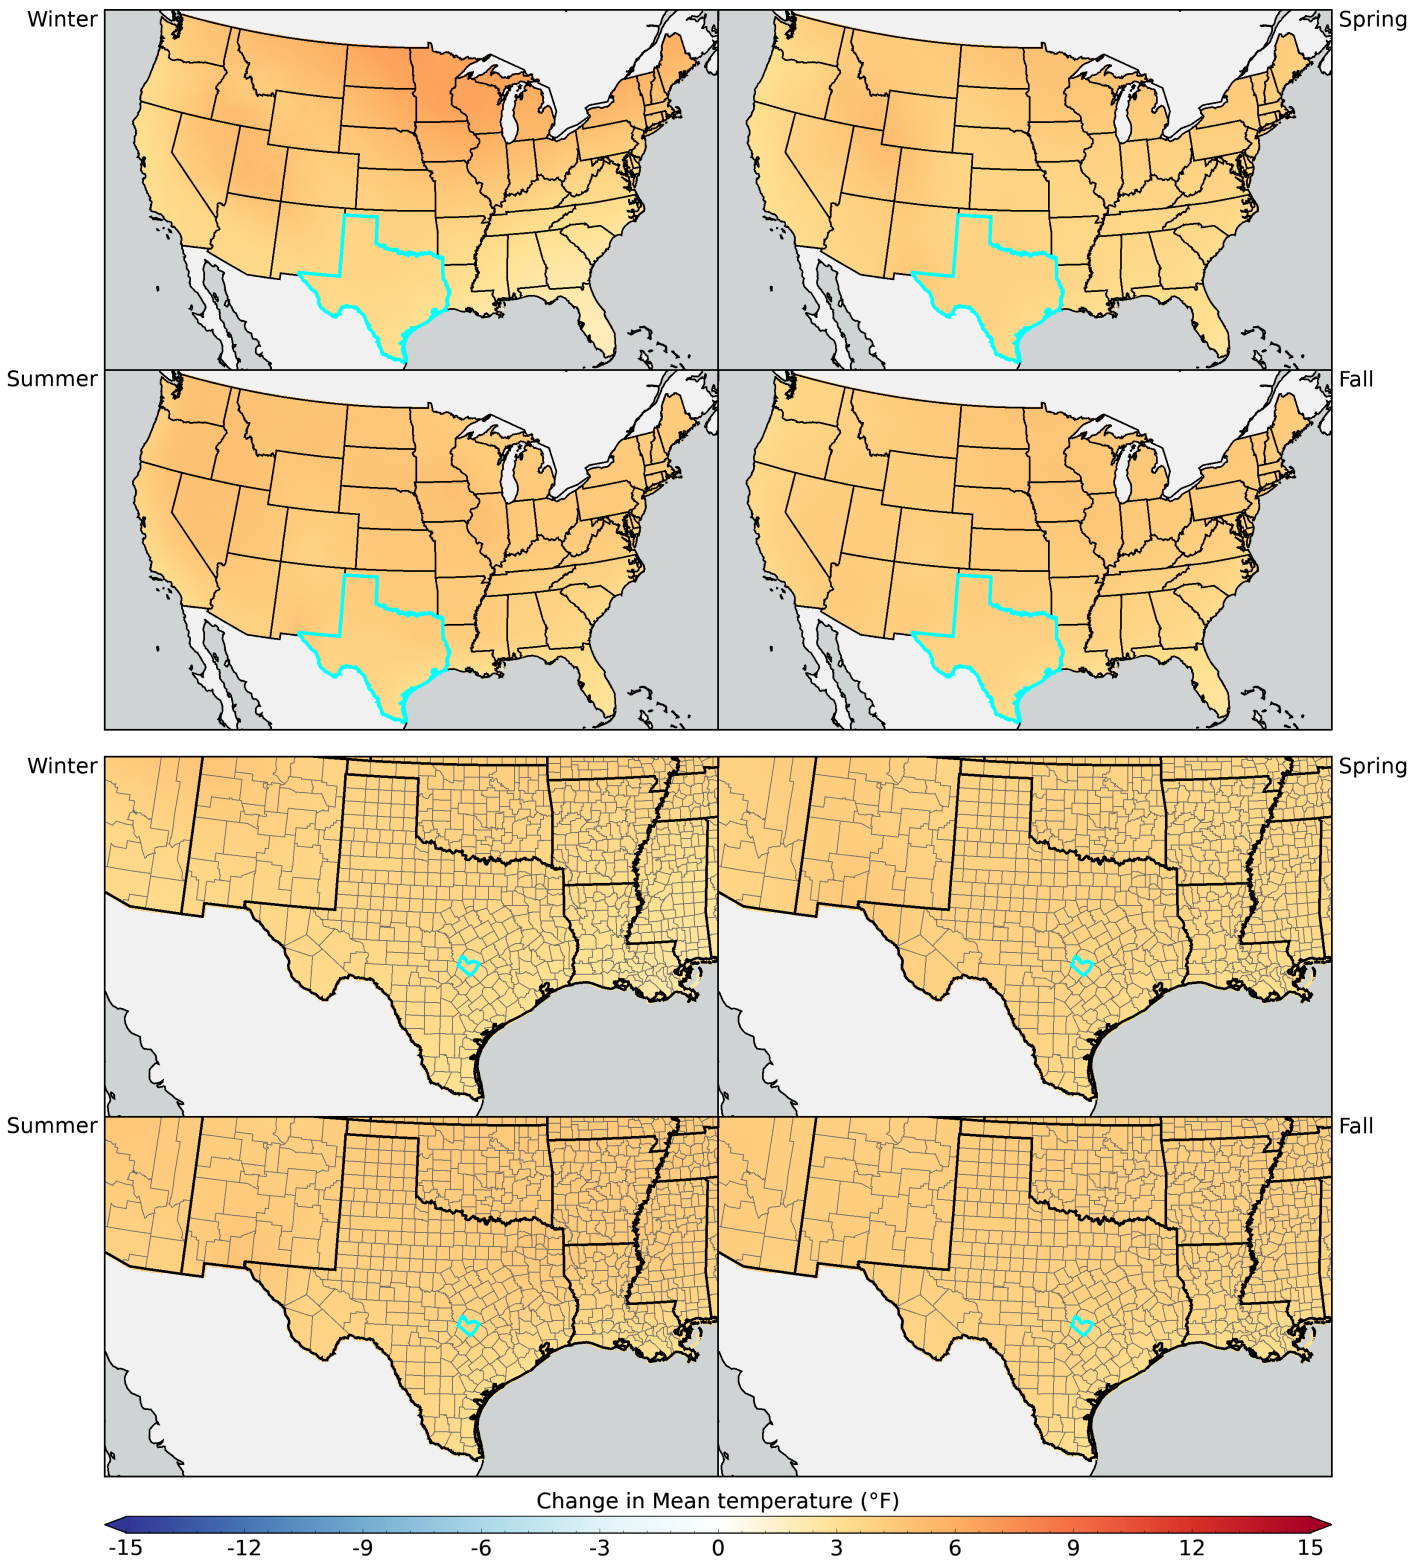 Winter
Spring
Summer
Fall
Winter
Spring
Summer
Fall
Change in Mean temperature (°F)
-15 -12 -9 -6 -3 0 3 6 9 12 15